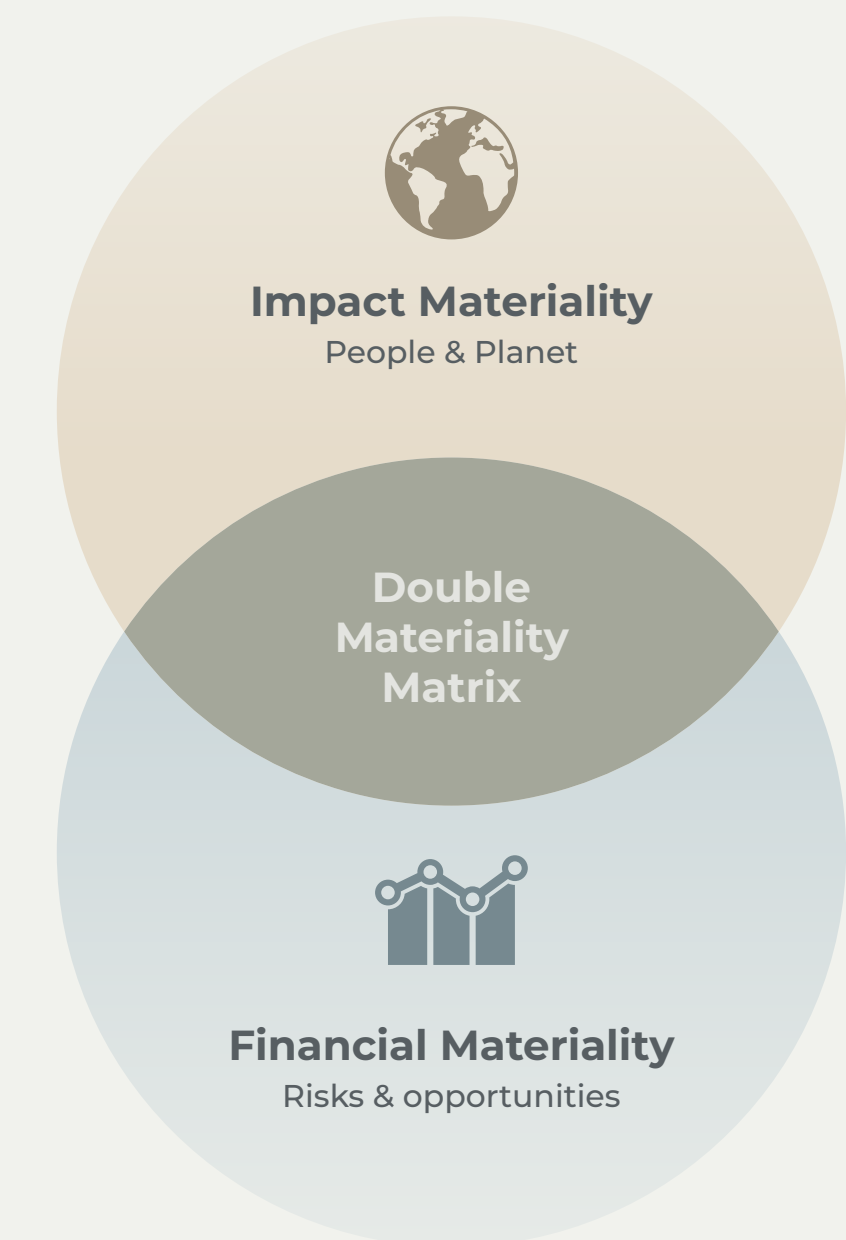 Impact Materiality
People & Planet
Double
Materiality
Matrix
Financial Materiality
Risks & opportunities